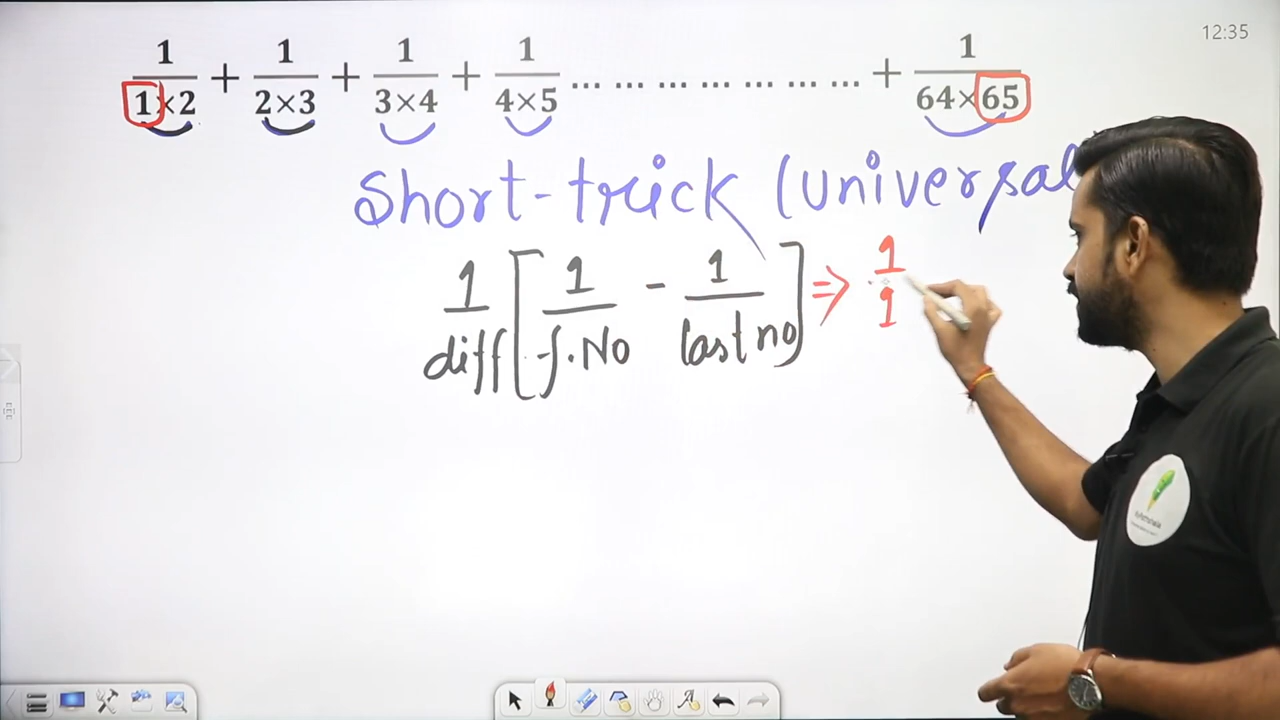 12:35
1/1×2 + 1/2×3 + 1/3×4 + 1/4×5 ... ... ... ... ... ... ... ... ... ... + 1/64×65
Short-trick (Universal
1/diff [1/f.No - 1/last no] ⇒ 1/1